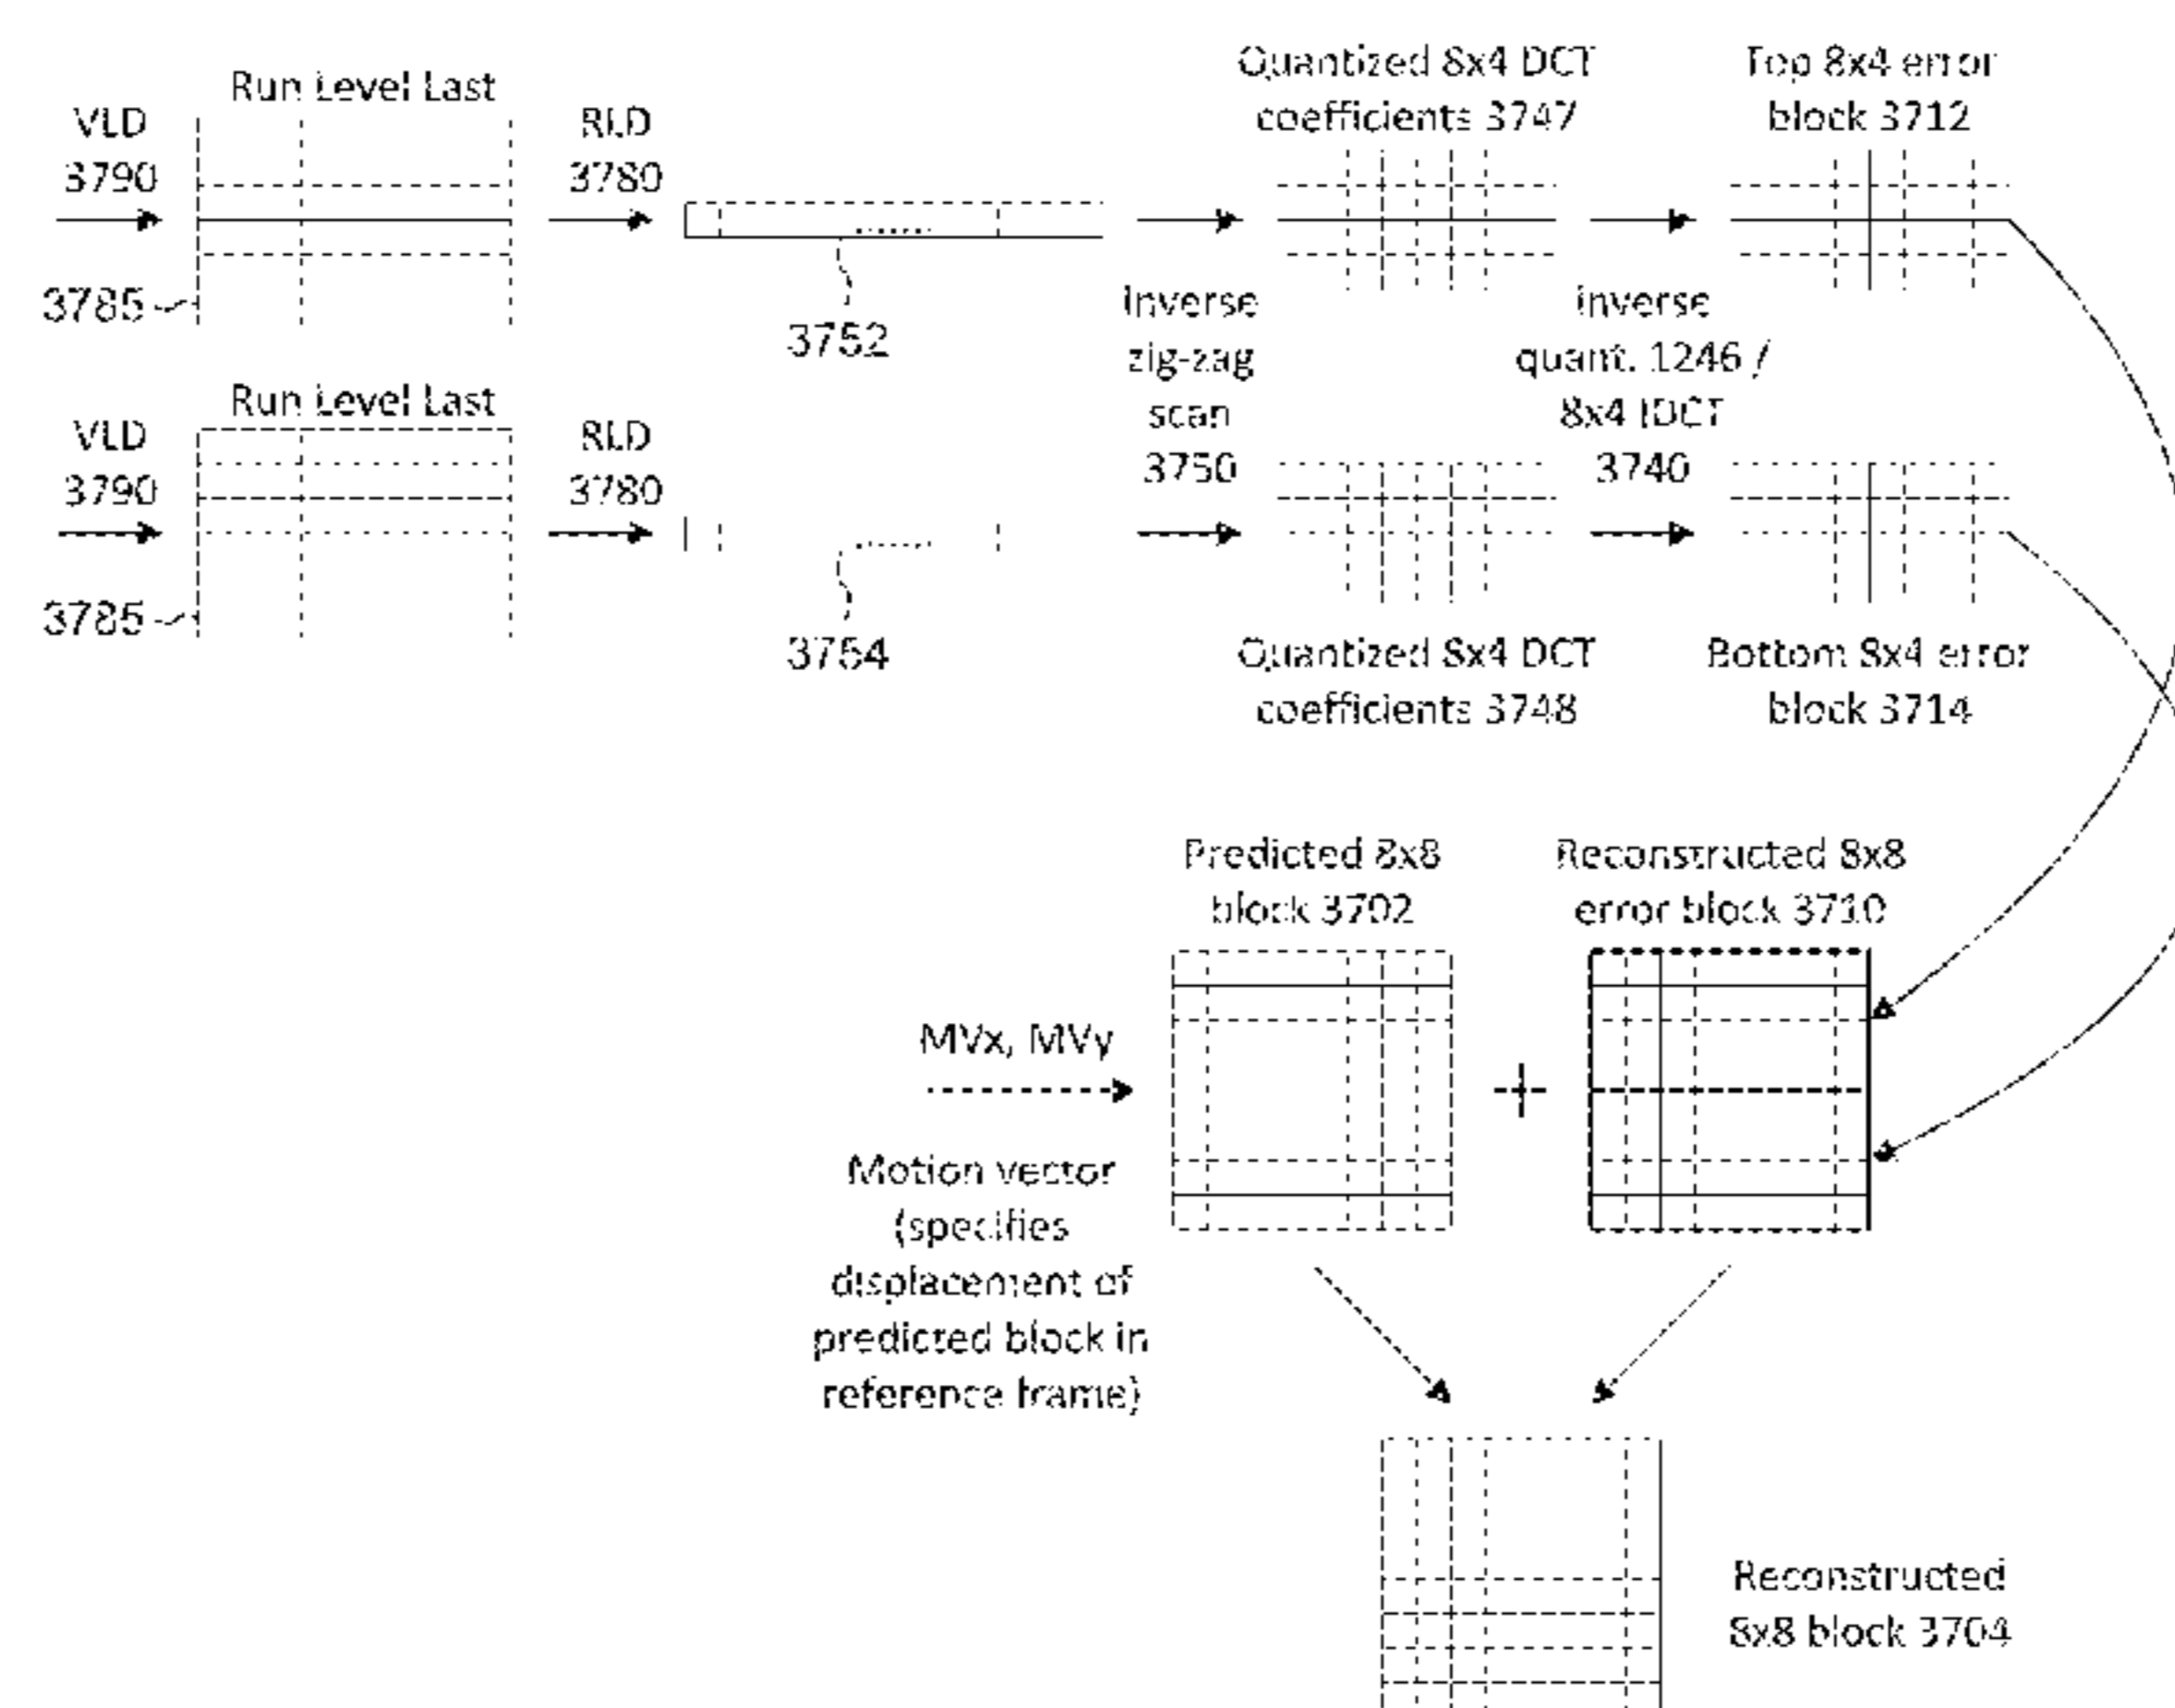 Run Level Last
VLD
3790
RLD
3780
3785
3752
Quantized 8x4 DCT
coefficients 3747
Top 8x4 error
block 3712
Inverse
zig-zag
scan
3750
inverse
quant. 1246 /
8x4 IDCT
3740
Run Level Last
VLD
3790
RLD
3780
3785
3754
Quantized 8x4 DCT
coefficients 3748
Bottom 8x4 error
block 3714
Predicted 8x8
block 3702
Reconstructed 8x8
error block 3710
MVx, MVy
+
Motion vector
(specifies
displacement of
predicted block in
reference frame)
Reconstructed
8x8 block 3704